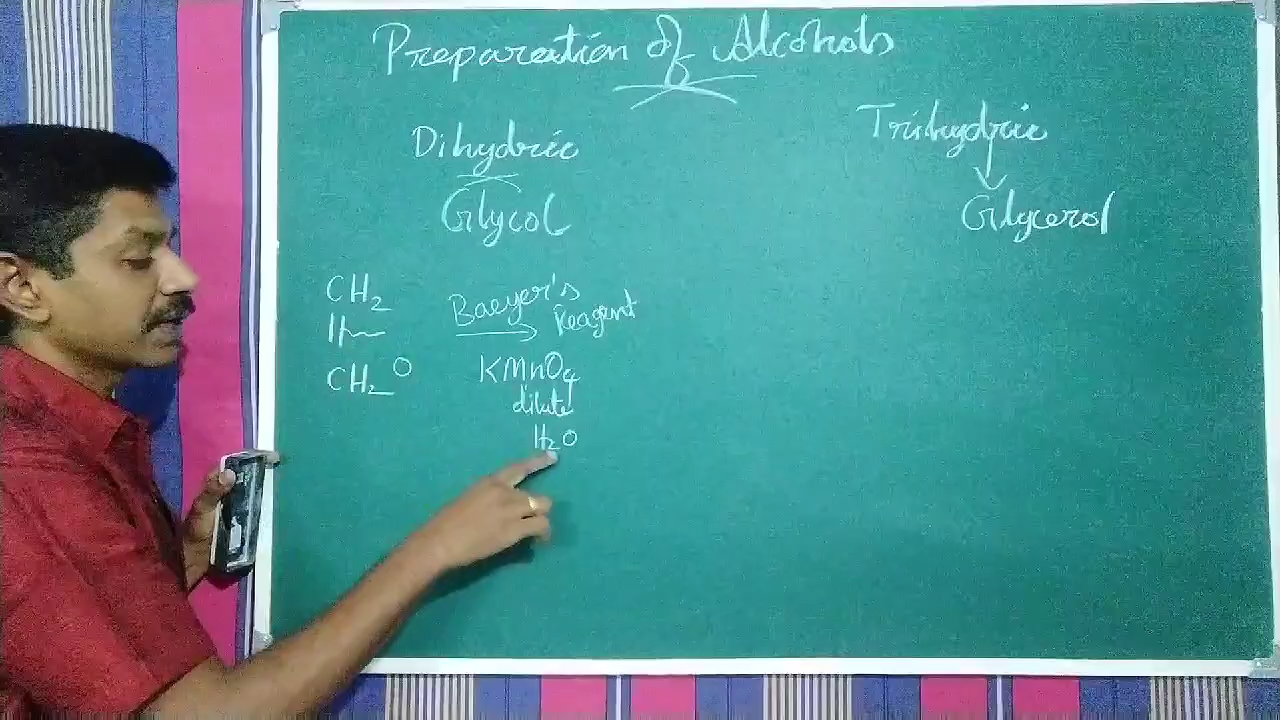 Preparation of Alcohols
Dihydric
Glycol
Trihydric
Glycerol
CH2
CH2 O
Baeyer's
Reagent
KMnO4
dilute
H2O